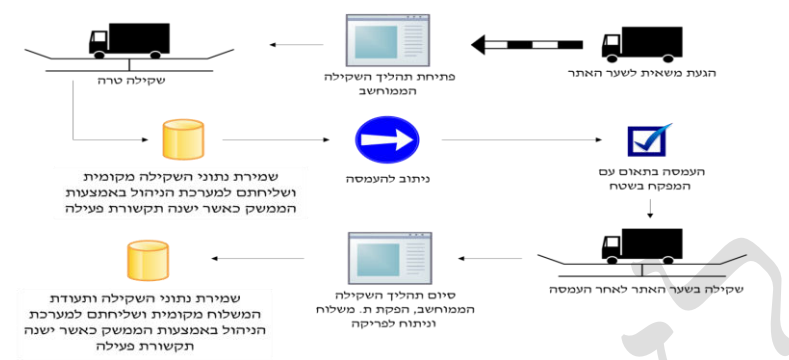 הגעת משאית לשער האתר
פתיחת תהליך השקילה
הממוחשב
שקילה טרה
שמירת נתוני השקילה מקומית
ושליחתם למערכת הניהול באמצעות
הממשק כאשר ישנה תקשורת פעילה
ניתוב להעמסה
העמסה בתאום עם
המפקח בשטח
שקילה בשער האתר לאחר העמסה
סיום תהליך השקילה
הממוחשב, הפקת ת. משלוח
וניתוח לפריקה
שמירת נתוני השקילה ותעודת
המשלוח מקומית ושליחתם למערכת
הניהול באמצעות הממשק כאשר ישנה
תקשורת פעילה